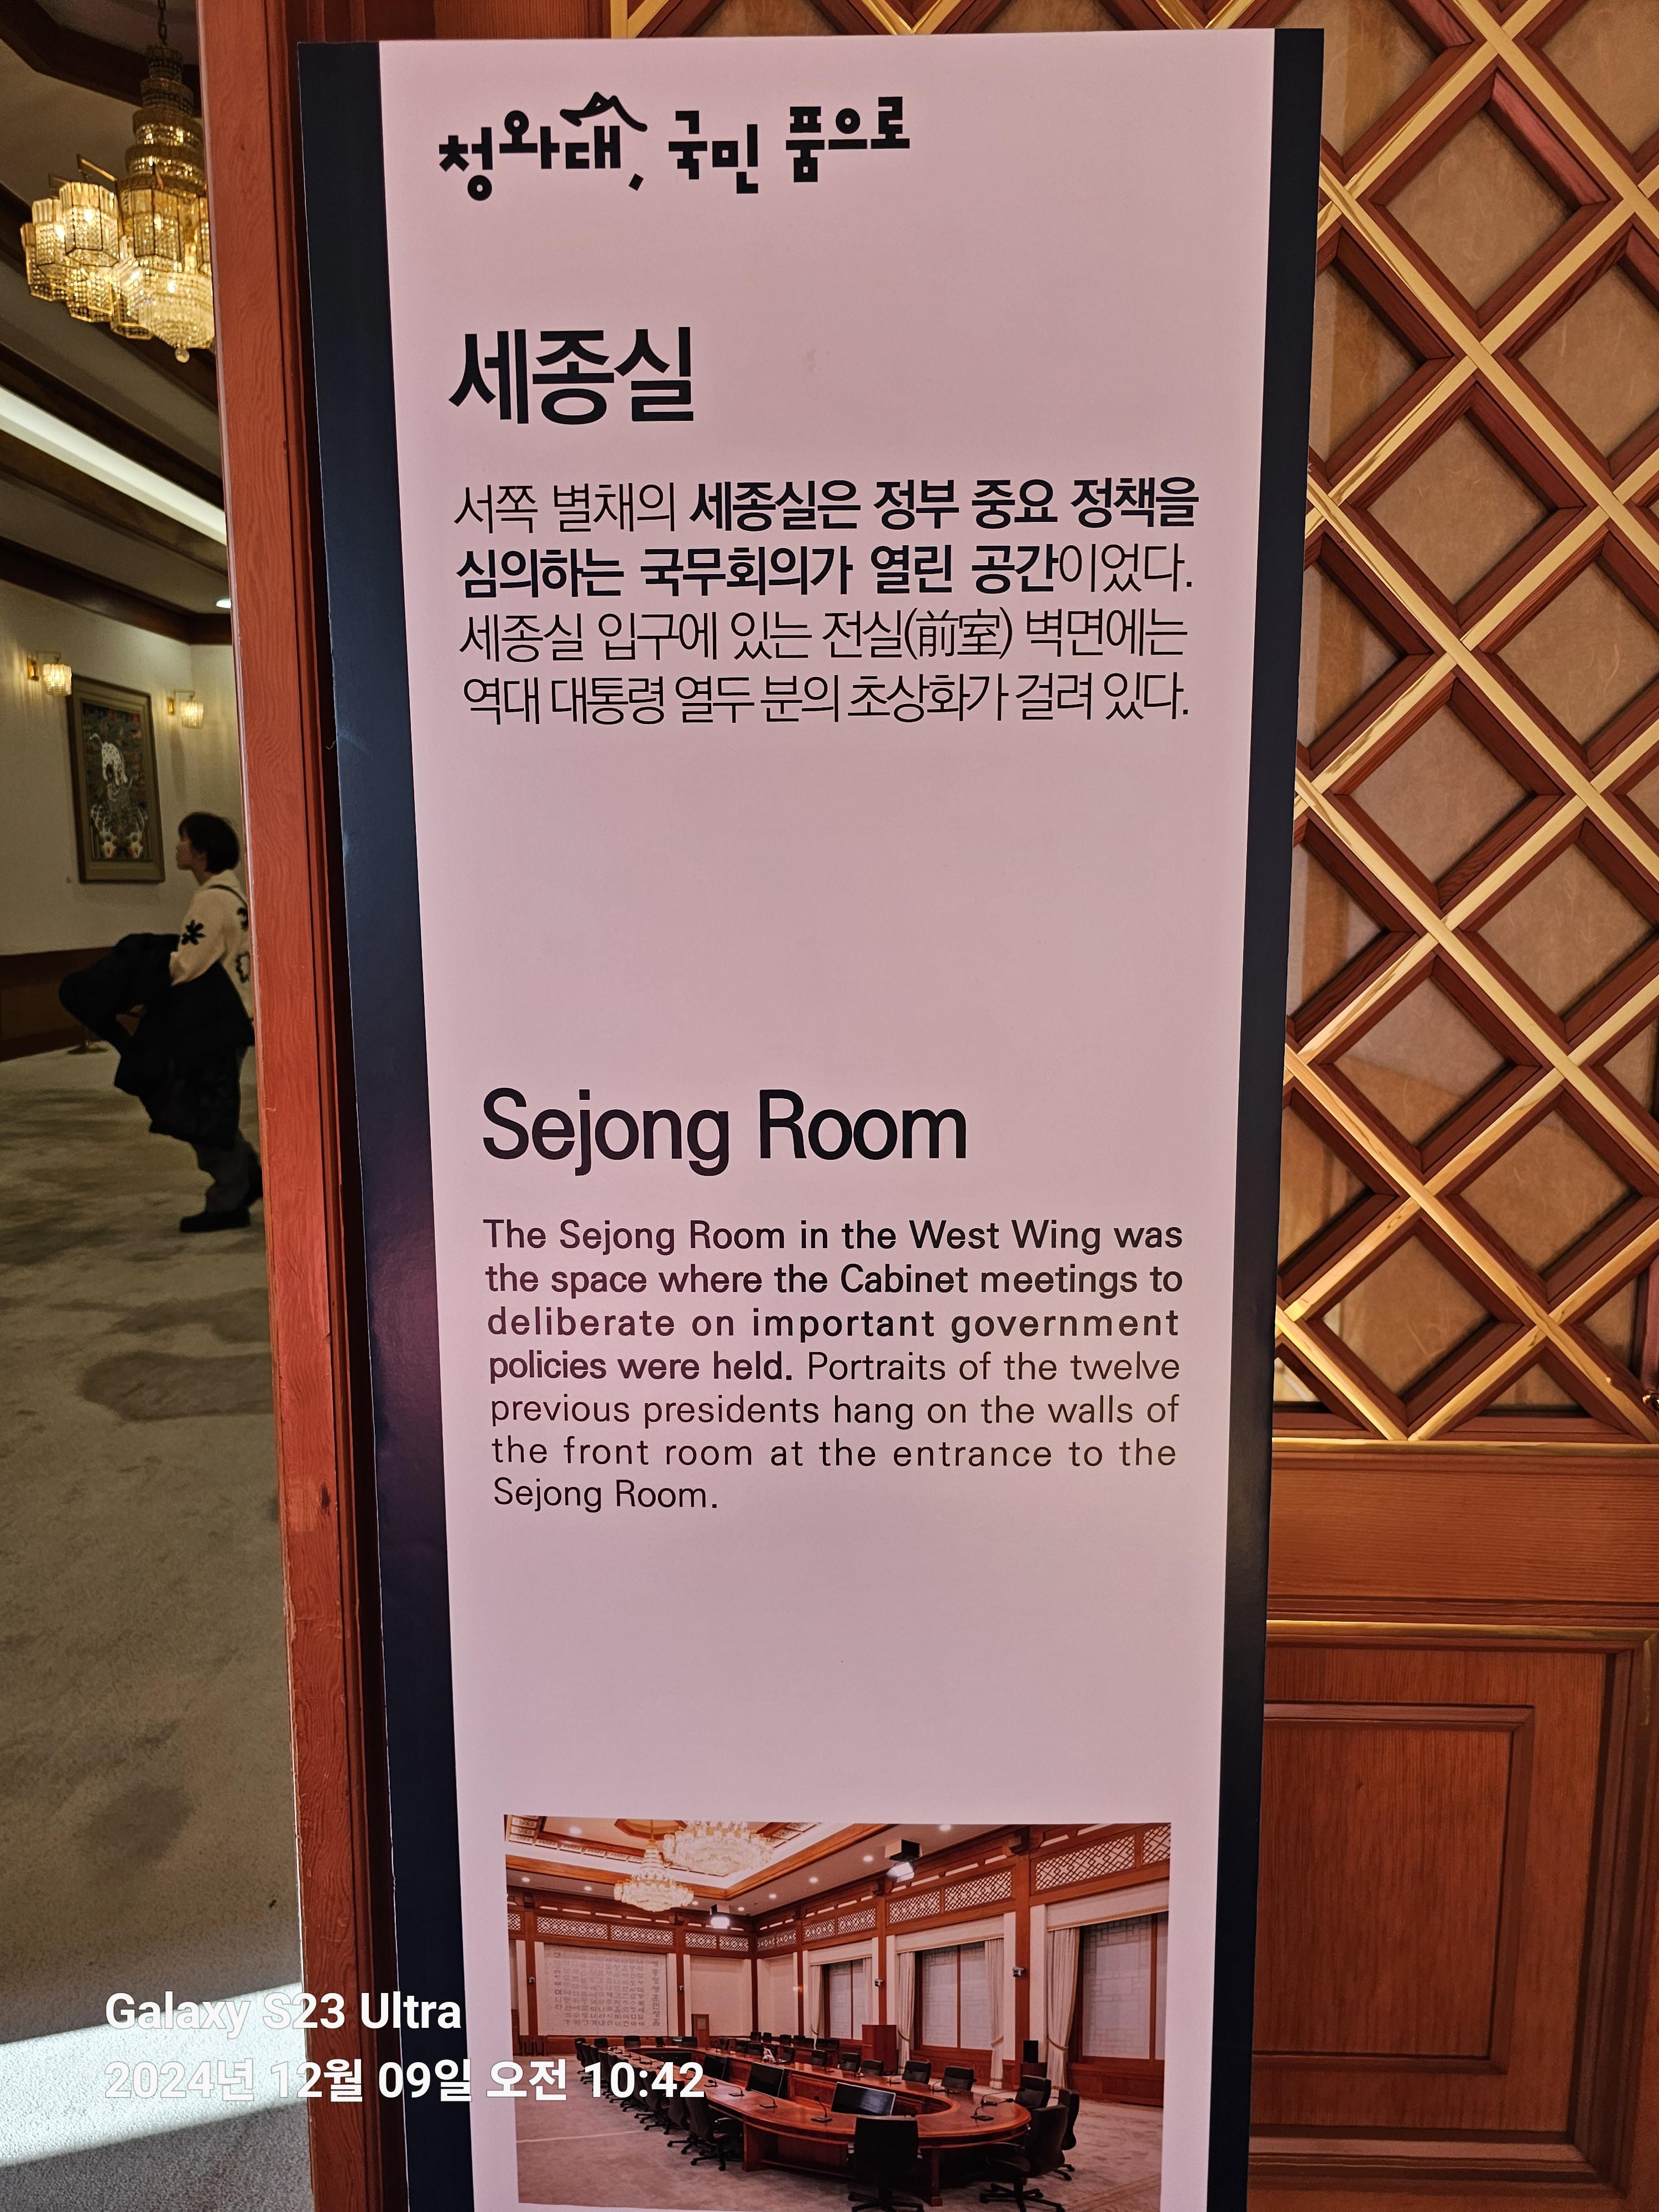 청와대, 국민 품으로
세종실
서쪽 별채의 세종실은 정부 중요 정책을
심의하는 국무회의가 열린 공간이었다.
세종실 입구에 있는 전실(前室) 벽면에는
역대 대통령 열두 분의 초상화가 걸려 있다.
Sejong Room
The Sejong Room in the West Wing was
the space where the Cabinet meetings to
deliberate on important government
policies were held. Portraits of the twelve
previous presidents hang on the walls of
the front room at the entrance to the
Sejong Room.
Galaxy S23 Ultra
2024년 12월 09일 오전 10:42